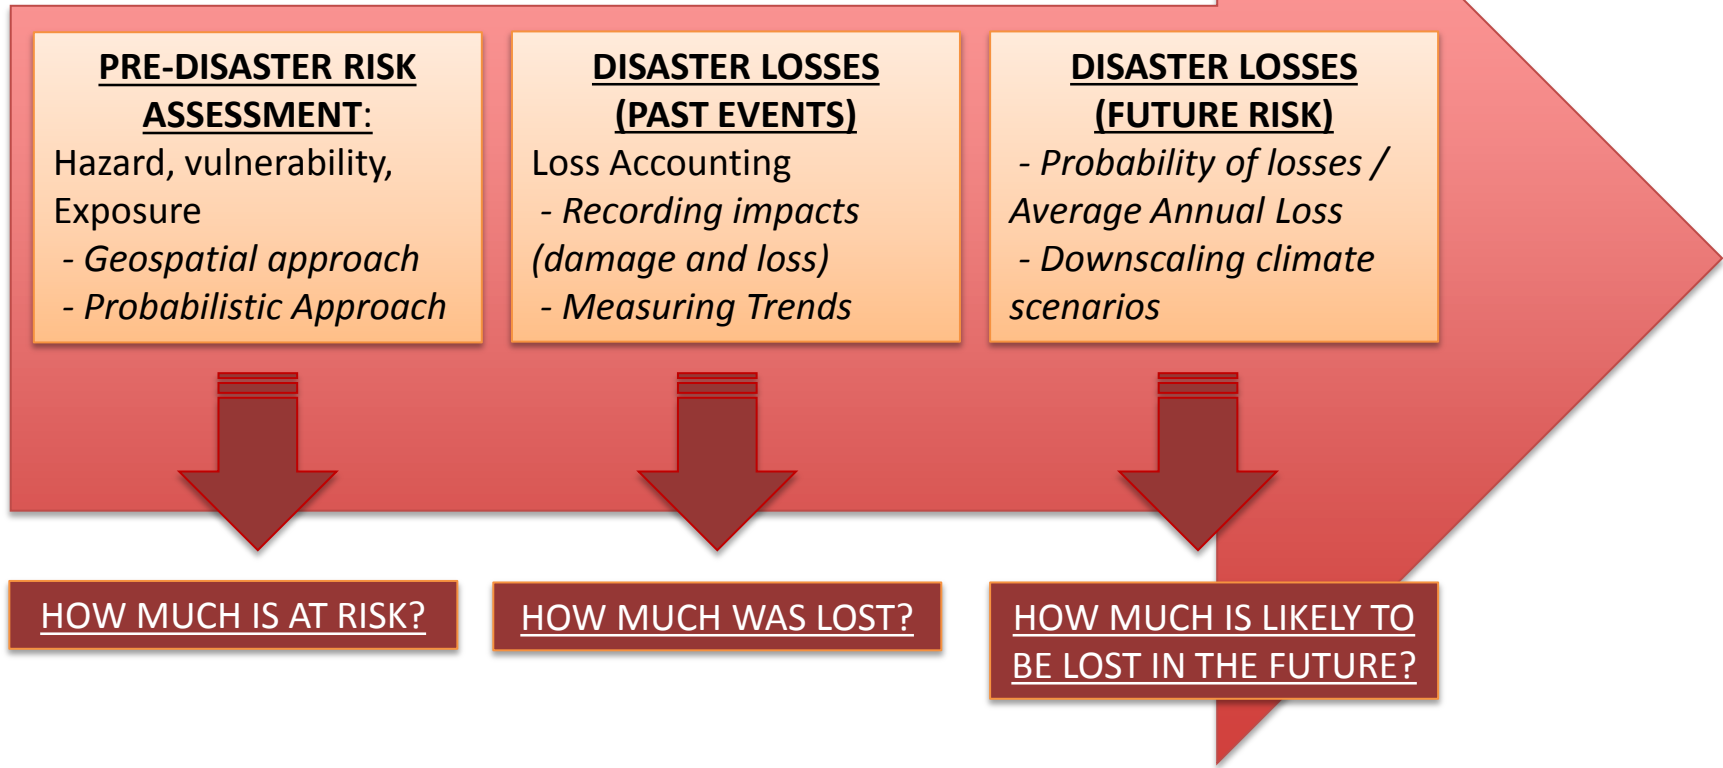 PRE-DISASTER RISK
ASSESSMENT:
Hazard, vulnerability,
Exposure
- Geospatial approach
- Probabilistic Approach
DISASTER LOSSES
(PAST EVENTS)
Loss Accounting
- Recording impacts
(damage and loss)
- Measuring Trends
DISASTER LOSSES
(FUTURE RISK)
- Probability of losses /
Average Annual Loss
- Downscaling climate
scenarios
HOW MUCH IS AT RISK?
HOW MUCH WAS LOST?
HOW MUCH IS LIKELY TO
BE LOST IN THE FUTURE?